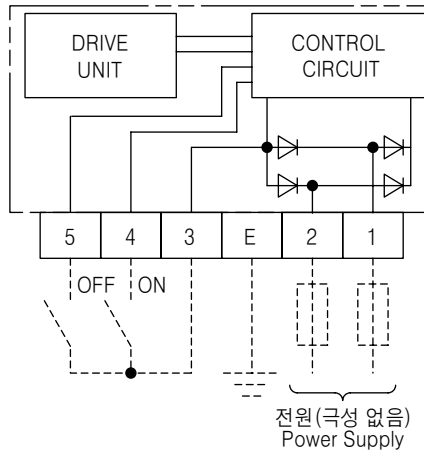 DRIVE
UNIT
CONTROL
CIRCUIT
5 4 3 E 2 1
OFF ON
전원(극성 없음)
Power Supply